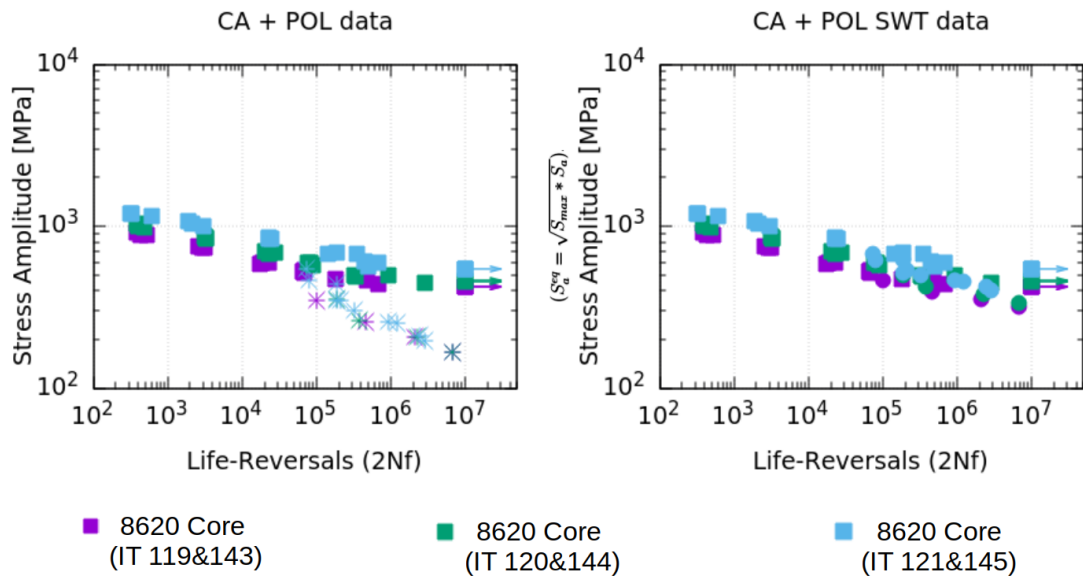 CA + POL data
10^4
10^3
10^2
Stress Amplitude [MPa]
10^2 10^3 10^4 10^5 10^6 10^7
Life-Reversals (2Nf)
CA + POL SWT data
10^4
10^3
10^2
(S_a^{eq} = √S_{max} * S_a)
Stress Amplitude [MPa]
10^2 10^3 10^4 10^5 10^6 10^7
Life-Reversals (2Nf)
8620 Core
(IT 119&143)
8620 Core
(IT 120&144)
8620 Core
(IT 121&145)